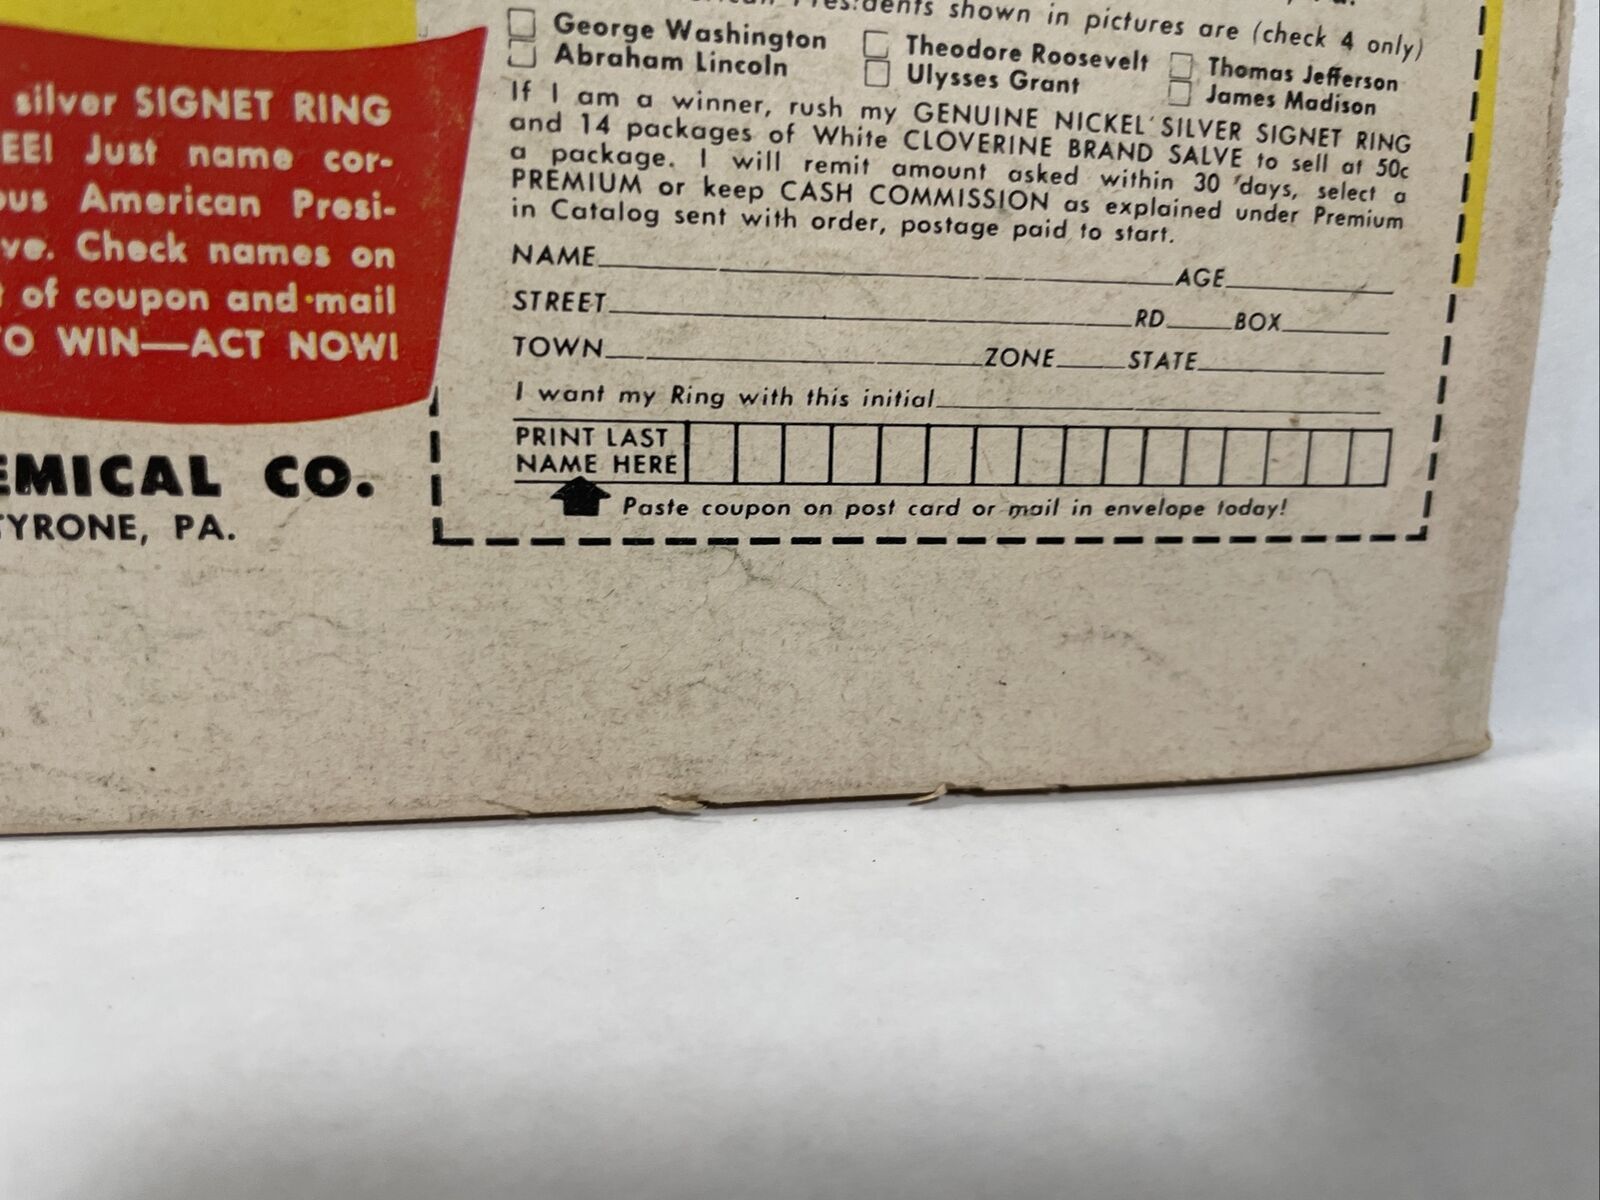 silver SIGNET RING
Just name cor-
American Presi-
Check names on
of coupon and mail
TO WIN—ACT NOW!
CO.
TYRONE, PA.
shown in pictures are (check 4 only)
George Washington
Abraham Lincoln
Theodore Roosevelt
Ulysses Grant
Thomas Jefferson
James Madison
If I am a winner, rush my GENUINE NICKEL SILVER SIGNET RING
and 14 packages of White CLOVERINE BRAND SALVE to sell at 50c
a package. I will remit amount asked within 30 days, select a
PREMIUM or keep CASH COMMISSION as explained under Premium
in Catalog sent with order, postage paid to start.
NAME AGE
STREET RD BOX
TOWN ZONE STATE
I want my Ring with this initial
PRINT LAST
NAME HERE
Paste coupon on post card or mail in envelope today!